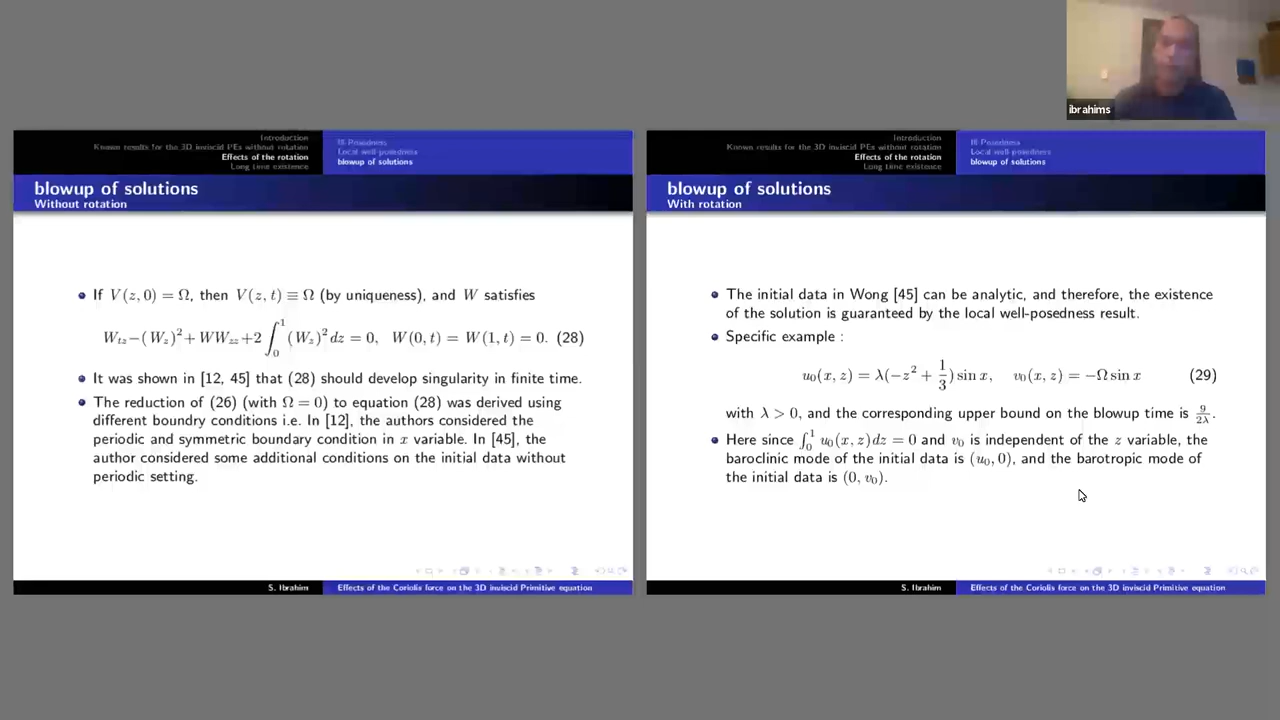 ibrahims
Introduction
Known results for the 3D inviscid PEs without rotation
Effects of the rotation
Long time existence
Ill-Posedness
Local well-posedness
blowup of solutions
blowup of solutions
Without rotation
• If V(z, 0) = Ω, then V(z, t) ≡ Ω (by uniqueness), and W satisfies
W_{tz} − (W_z)² + WW_{zz} + 2 ∫₀¹ (W_z)² dz = 0, W(0, t) = W(1, t) = 0. (28)
• It was shown in [12, 45] that (28) should develop singularity in finite time.
• The reduction of (26) (with Ω = 0) to equation (28) was derived using
different boundry conditions i.e. In [12], the authors considered the
periodic and symmetric boundary condition in x variable. In [45], the
author considered some additional conditions on the initial data without
periodic setting.
S. Ibrahim
Effects of the Coriolis force on the 3D inviscid Primitive equation
Introduction
Known results for the 3D inviscid PEs without rotation
Effects of the rotation
Long time existence
Ill-Posedness
Local well-posedness
blowup of solutions
blowup of solutions
With rotation
• The initial data in Wong [45] can be analytic, and therefore, the existence
of the solution is guaranteed by the local well-posedness result.
• Specific example :
u₀(x, z) = λ(−z² + 1/3) sin x, v₀(x, z) = −Ω sin x (29)
with λ > 0, and the corresponding upper bound on the blowup time is 9/2λ.
• Here since ∫₀¹ u₀(x, z)dz = 0 and v₀ is independent of the z variable, the
baroclinic mode of the initial data is (u₀, 0), and the barotropic mode of
the initial data is (0, v₀).
S. Ibrahim
Effects of the Coriolis force on the 3D inviscid Primitive equation